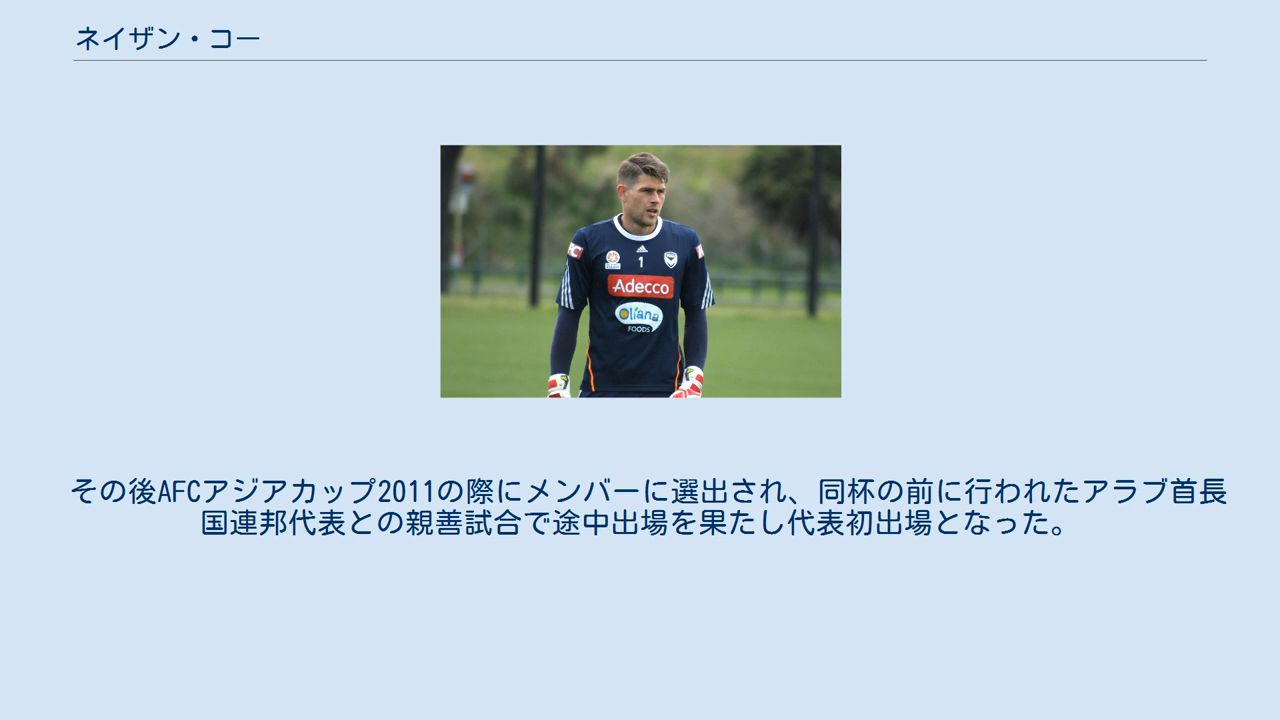 ネイザン・コー
1
Adecco
Oliana
FOODS
その後AFCアジアカップ2011の際にメンバーに選出され、同杯の前に行われたアラブ首長
国連邦代表との親善試合で途中出場を果たし代表初出場となった。